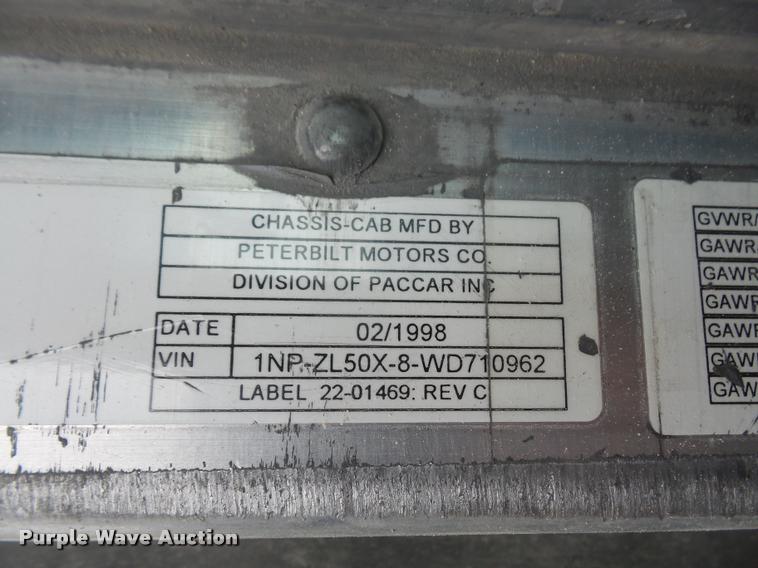 CHASSIS-CAB MFD BY
PETERBILT MOTORS CO.
DIVISION OF PACCAR INC
DATE 02/1998
VIN 1NP-ZL50X-8-WD710962
LABEL 22-01469: REV C
GVWR/
GAWR
GAWR
GAWR
GAWR
GAWR
GAW
Purple Wave Auction